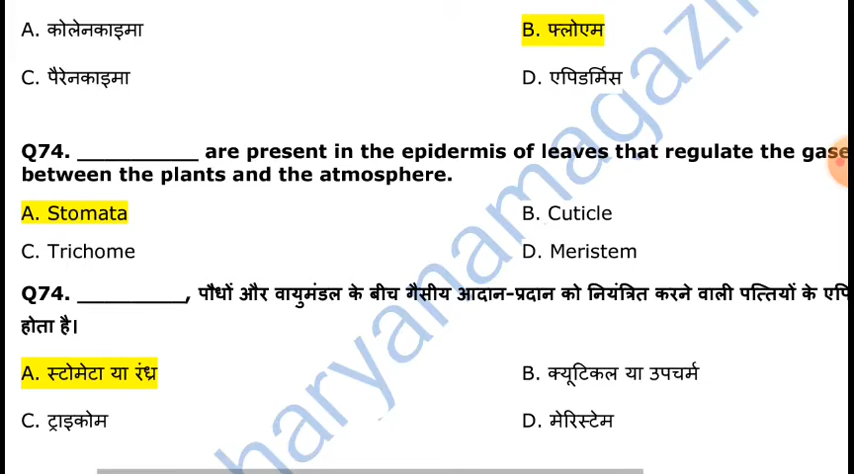 A. कोलेनकाइमा B. फ्लोएम
C. पैरेनकाइमा D. एपिडर्मिस
Q74. __________ are present in the epidermis of leaves that regulate the gase
between the plants and the atmosphere.
A. Stomata B. Cuticle
C. Trichome D. Meristem
Q74. __________, पौधों और वायुमंडल के बीच गैसीय आदान-प्रदान को नियंत्रित करने वाली पत्तियों के एपि
होता है।
A. स्टोमेटा या रंध्र B. क्यूटिकल या उपचर्म
C. ट्राइकोम D. मेरिस्टेम
haryanamagazi